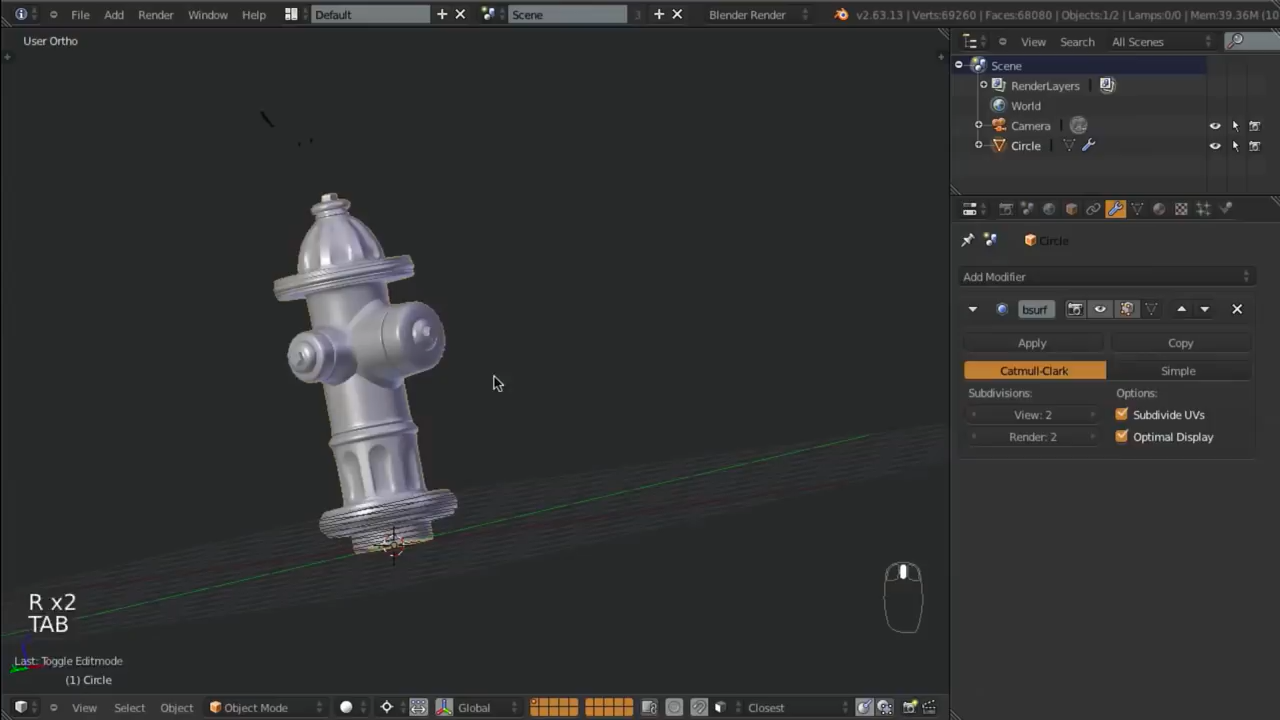 File Add Render Window Help Default Scene 3 Blender Render v2.63.13 | Verts:69260 | Faces:68080 | Objects:1/2 | Lamps:0/0 | Mem:39.36M (10
User Ortho
View Search All Scenes
Scene
RenderLayers
World
Camera
Circle
Circle
Add Modifier
bsurf
Apply Copy
Catmull-Clark Simple
Subdivisions: Options:
View: 2 Subdivide UVs
Render: 2 Optimal Display
R x2
TAB
Last: Toggle Editmode
(1) Circle
View Select Object Object Mode Global Closest